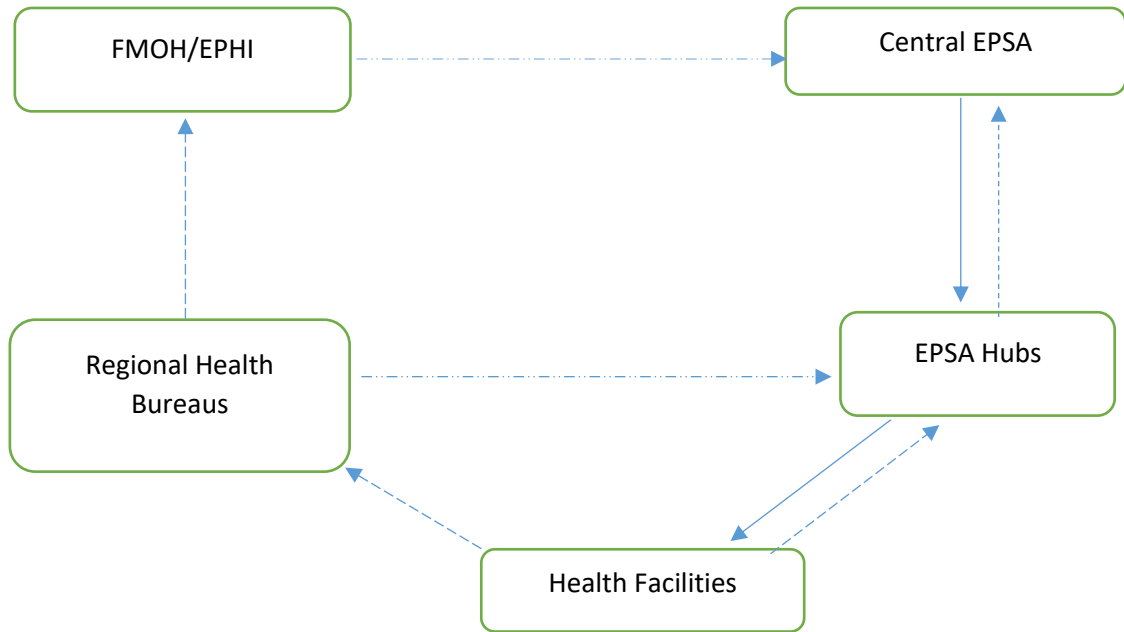 FMOH/EPHI
Central EPSA
Regional Health
Bureaus
EPSA Hubs
Health Facilities